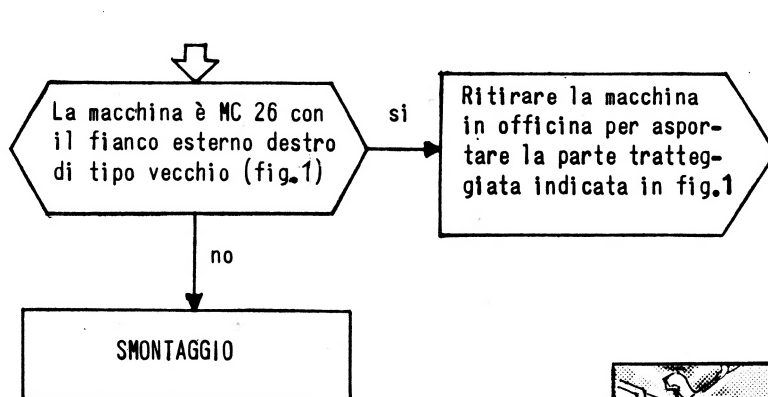 La macchina è MC 26 con
il fianco esterno destro
di tipo vecchio (fig.1)
si
Ritirare la macchina
in officina per aspor-
tare la parte tratteg-
giata indicata in fig.1
no
SMONTAGGIO